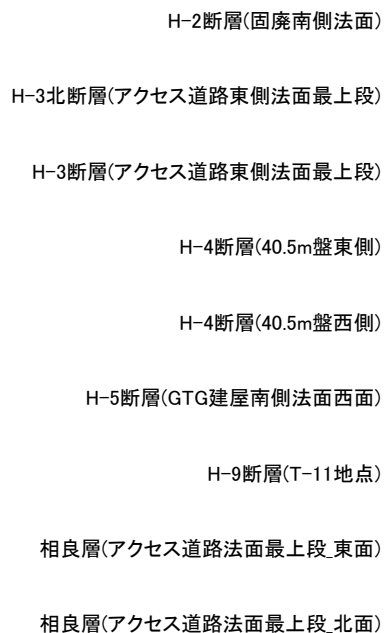 H-2断層(固廃南側法面)
H-3北断層(アクセス道路東側法面最上段)
H-3断層(アクセス道路東側法面最上段)
H-4断層(40.5m盤東側)
H-4断層(40.5m盤西側)
H-5断層(GTG建屋南側法面西面)
H-9断層(T-11地点)
相良層(アクセス道路法面最上段_東面)
相良層(アクセス道路法面最上段_北面)